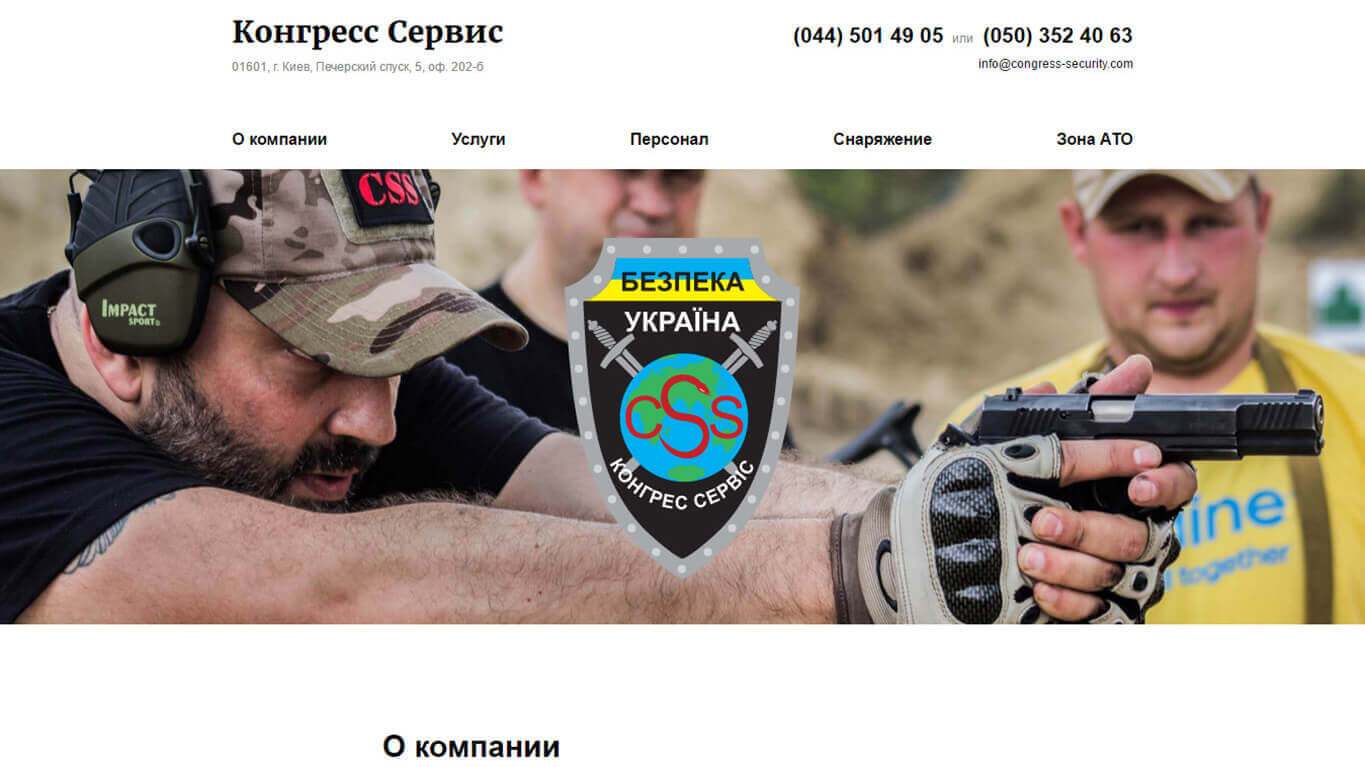 Конгресс Сервис
01601, г. Киев, Печерский спуск, 5, оф. 202-б
(044) 501 49 05 или (050) 352 40 63
info@congress-security.com
О компании Услуги Персонал Снаряжение Зона АТО
CSS
IMPACT
SPORT
БЕЗПЕКА
УКРАЇНА
CSS
КОНГРЕС СЕРВІС
together
О компании